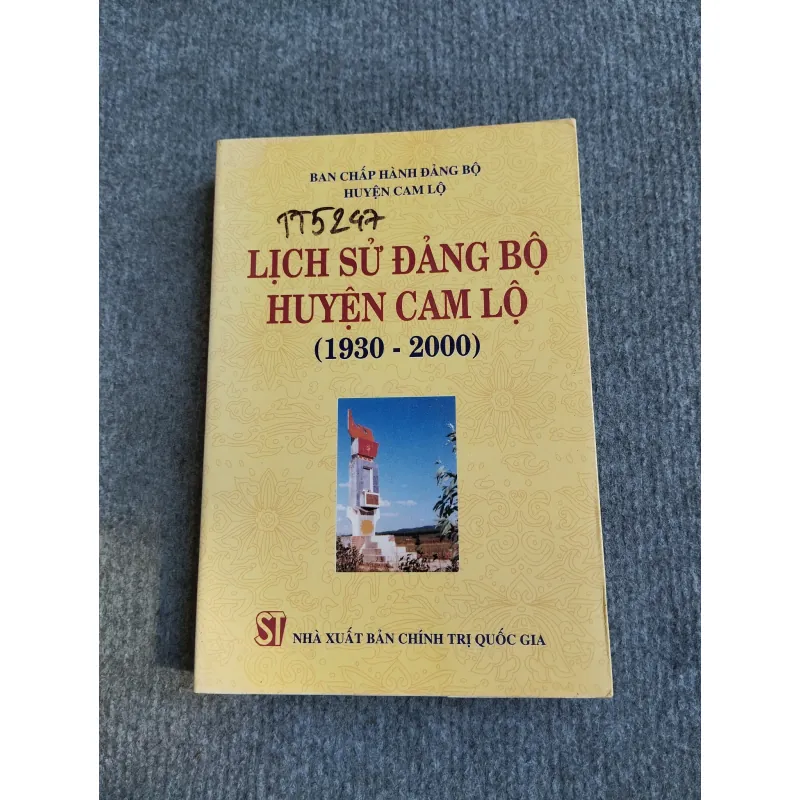 BAN CHẤP HÀNH ĐẢNG BỘ
HUYỆN CAM LỘ
TT5247
LỊCH SỬ ĐẢNG BỘ
HUYỆN CAM LỘ
(1930 - 2000)
ST NHÀ XUẤT BẢN CHÍNH TRỊ QUỐC GIA